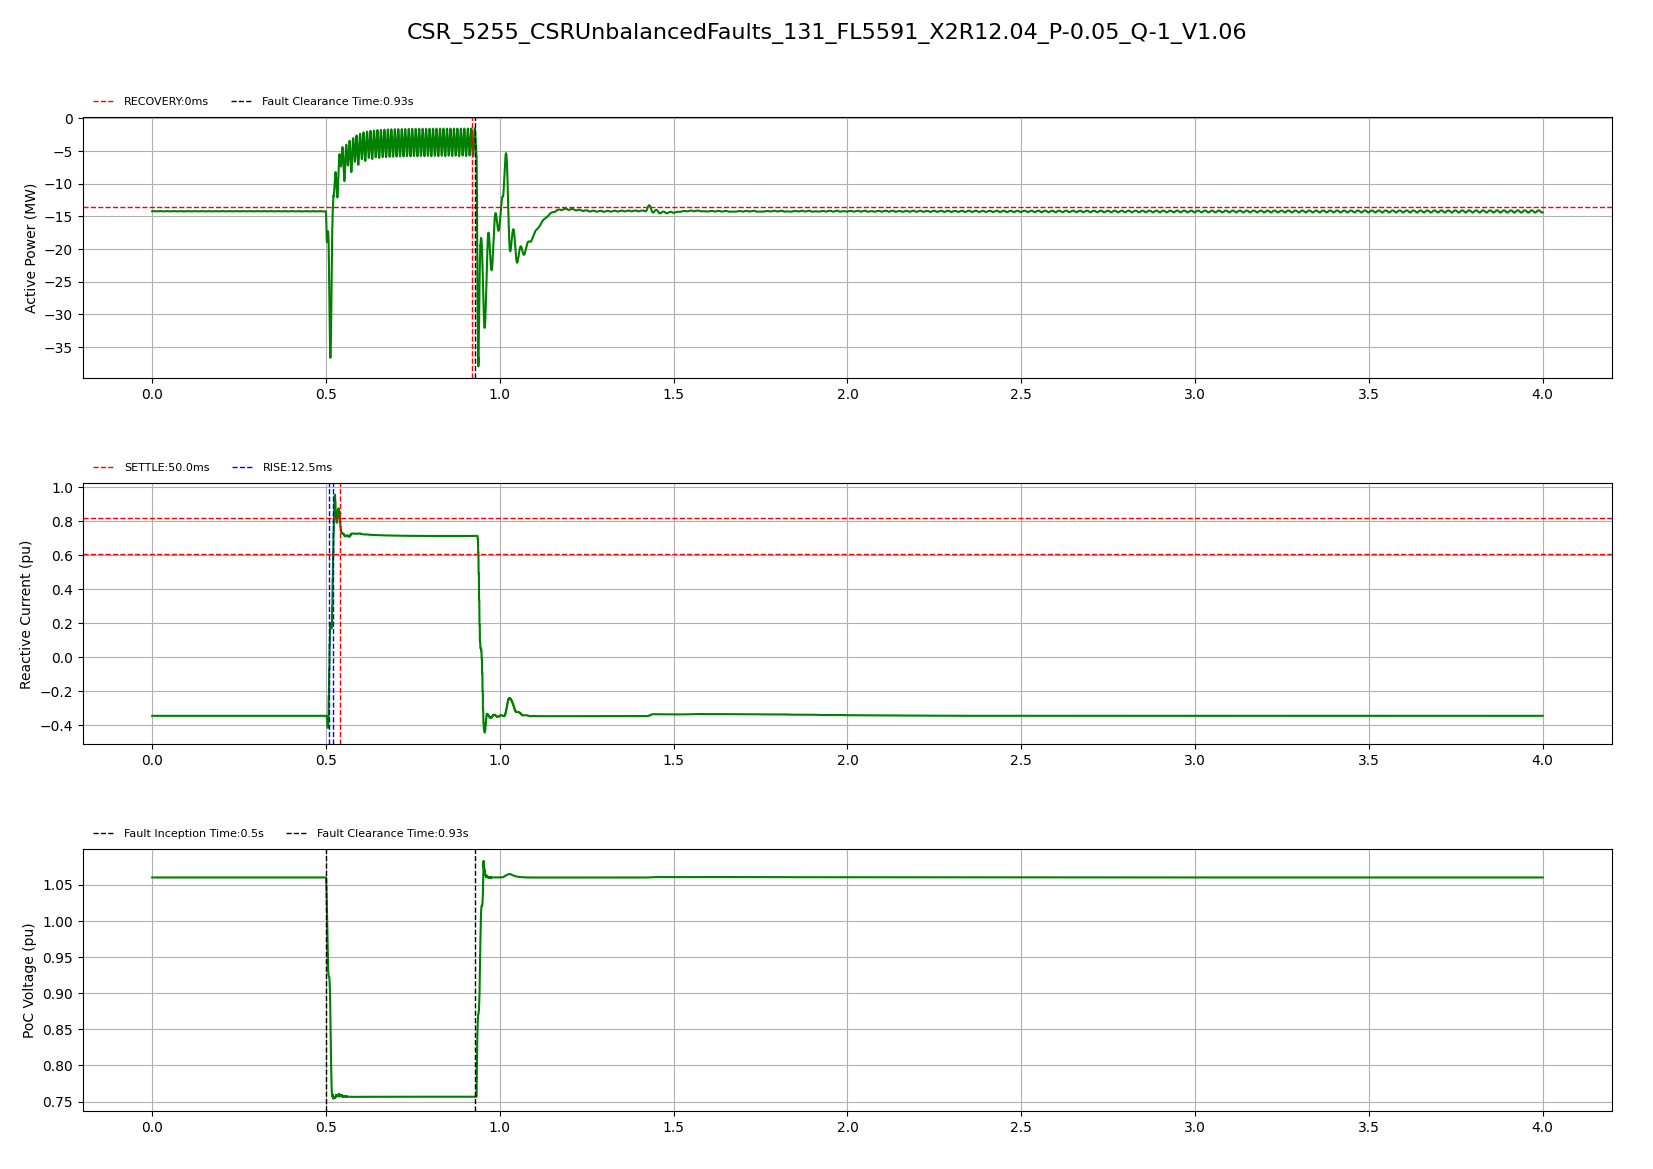 CSR_5255_CSRUnbalancedFaults_131_FL5591_X2R12.04_P-0.05_Q-1_V1.06
RECOVERY:0ms Fault Clearance Time:0.93s
Active Power (MW)
0
−5
−10
−15
−20
−25
−30
−35
0.0 0.5 1.0 1.5 2.0 2.5 3.0 3.5 4.0
SETTLE:50.0ms RISE:12.5ms
Reactive Current (pu)
1.0
0.8
0.6
0.4
0.2
0.0
−0.2
−0.4
0.0 0.5 1.0 1.5 2.0 2.5 3.0 3.5 4.0
Fault Inception Time:0.5s Fault Clearance Time:0.93s
PoC Voltage (pu)
1.05
1.00
0.95
0.90
0.85
0.80
0.75
0.0 0.5 1.0 1.5 2.0 2.5 3.0 3.5 4.0